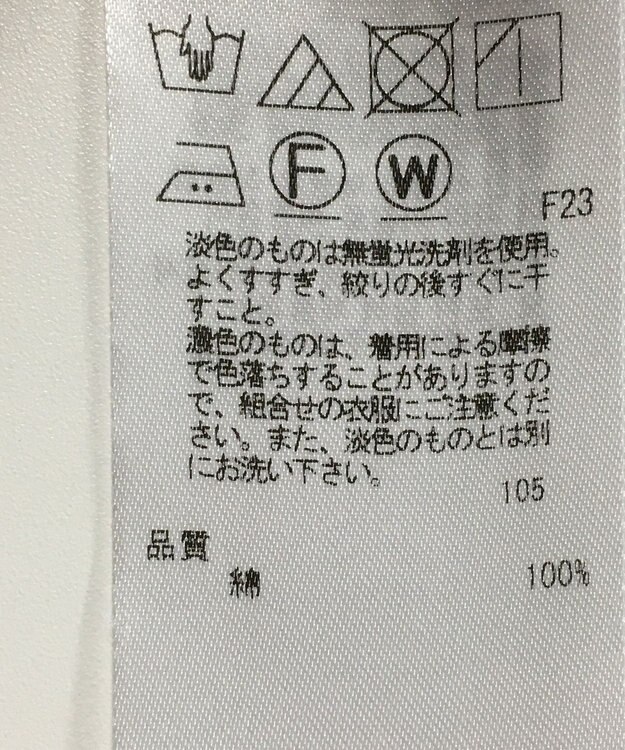 F
W
F23
淡色のものは無蛍光洗剤を使用。
よくすすぎ、絞りの後すぐに干
すこと。
濃色のものは、着用による摩擦
で色落ちすることがありますの
で、組合せの衣服にご注意くだ
さい。また、淡色のものとは別
にお洗い下さい。
105
品質
綿 100%